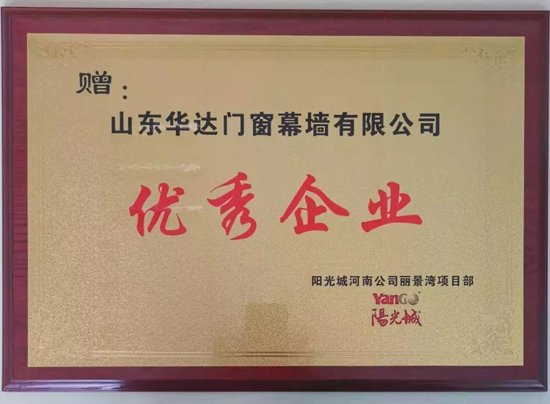 赠：
山东华达门窗幕墙有限公司
优秀企业
阳光城河南公司丽景湾项目部
YANGO
陽光城